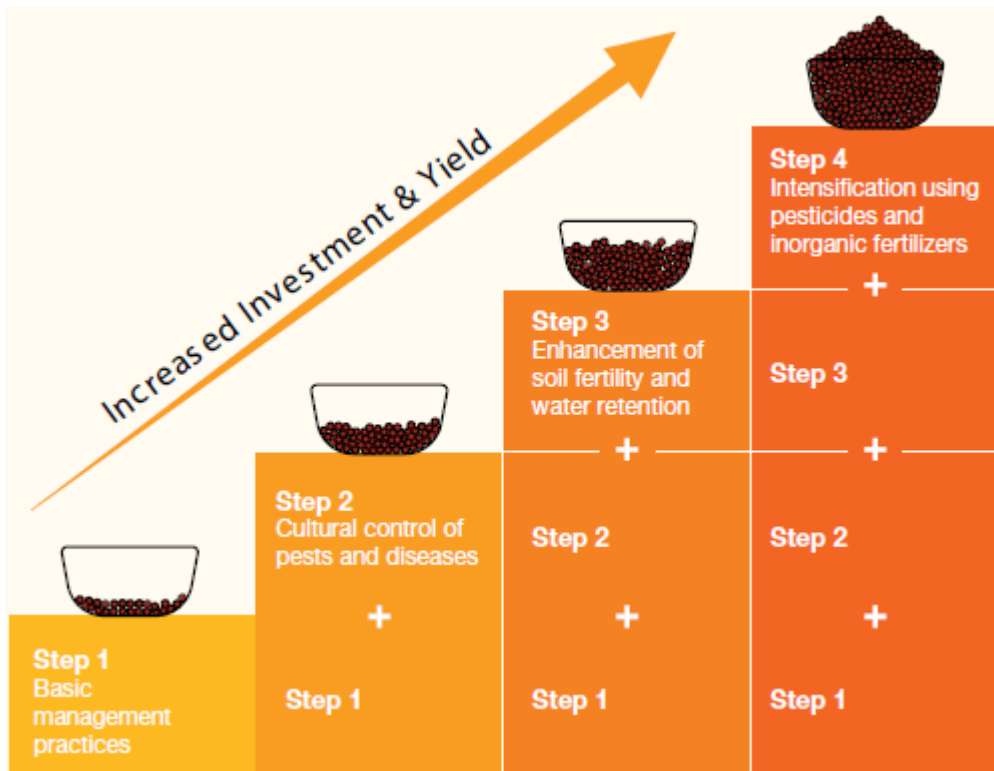 Increased Investment & Yield
Step 1
Basic
management
practices
Step 2
Cultural control of
pests and diseases
+
Step 1
Step 3
Enhancement of
soil fertility and
water retention
+
Step 2
+
Step 1
Step 4
Intensification using
pesticides and
inorganic fertilizers
+
Step 3
+
Step 2
+
Step 1